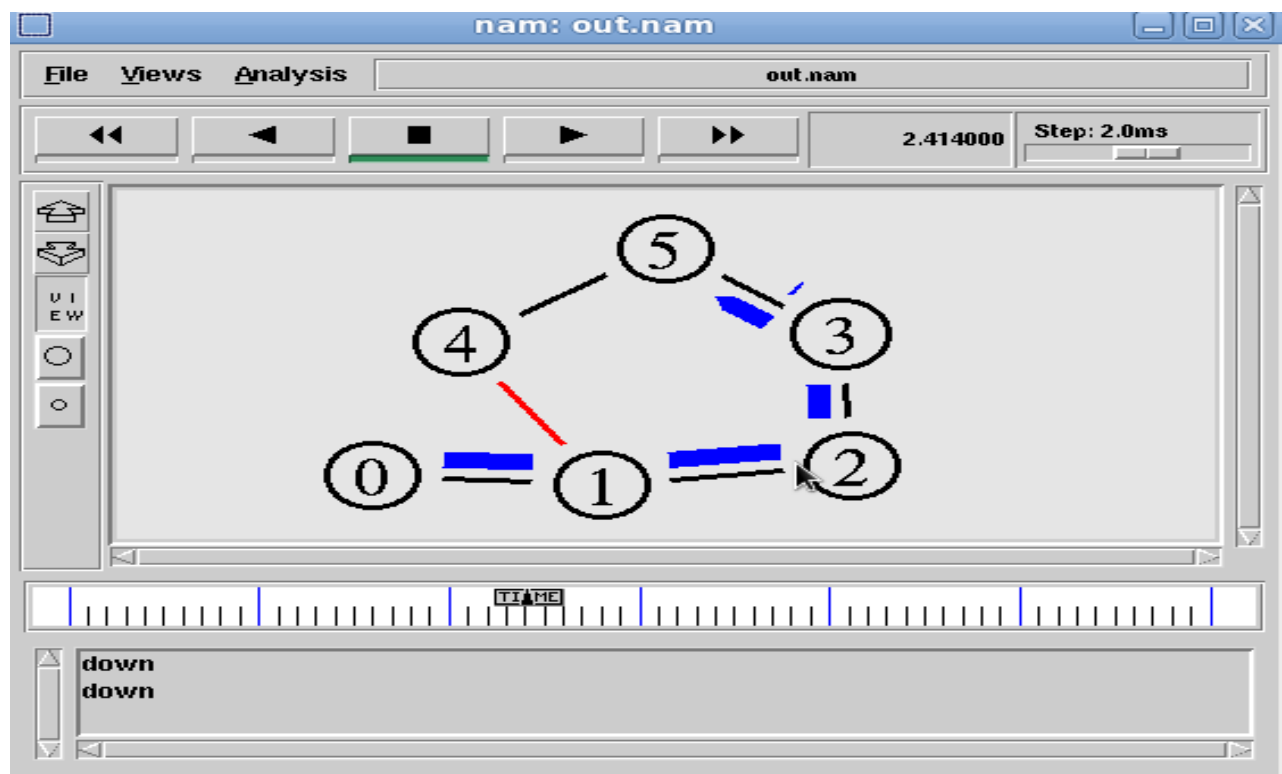 nam: out.nam
File Views Analysis out.nam
2.414000 Step: 2.0ms
V I
E W
5
3
4
0
1
2
TIME
down
down